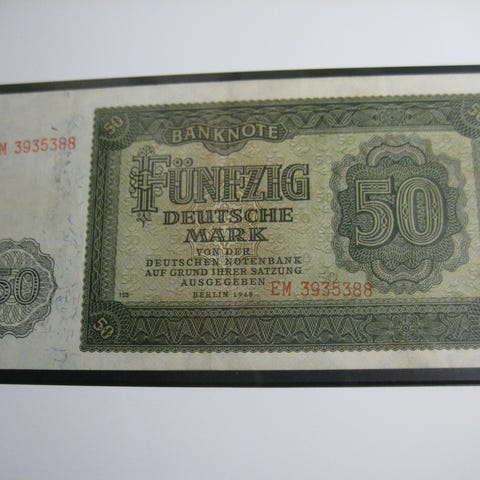 50
BANKNOTE
M 3935388
FÜNFZIG
DEUTSCHE
MARK
50
VON DER
DEUTSCHEN NOTENBANK
AUF GRUND IHRER SATZUNG
AUSGEGEBEN
BERLIN 1948
EM 3935388
50
50